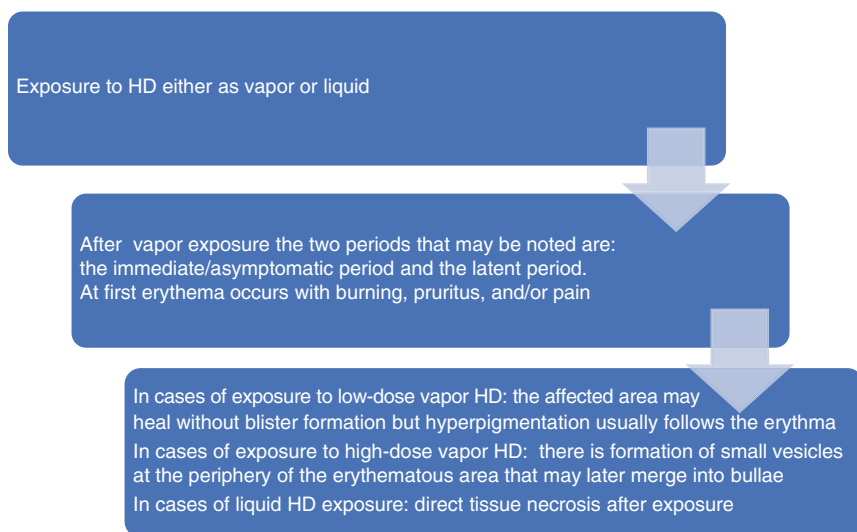 Exposure to HD either as vapor or liquid
After vapor exposure the two periods that may be noted are:
the immediate/asymptomatic period and the latent period.
At first erythema occurs with burning, pruritus, and/or pain
In cases of exposure to low-dose vapor HD: the affected area may
heal without blister formation but hyperpigmentation usually follows the erythma
In cases of exposure to high-dose vapor HD: there is formation of small vesicles
at the periphery of the erythematous area that may later merge into bullae
In cases of liquid HD exposure: direct tissue necrosis after exposure